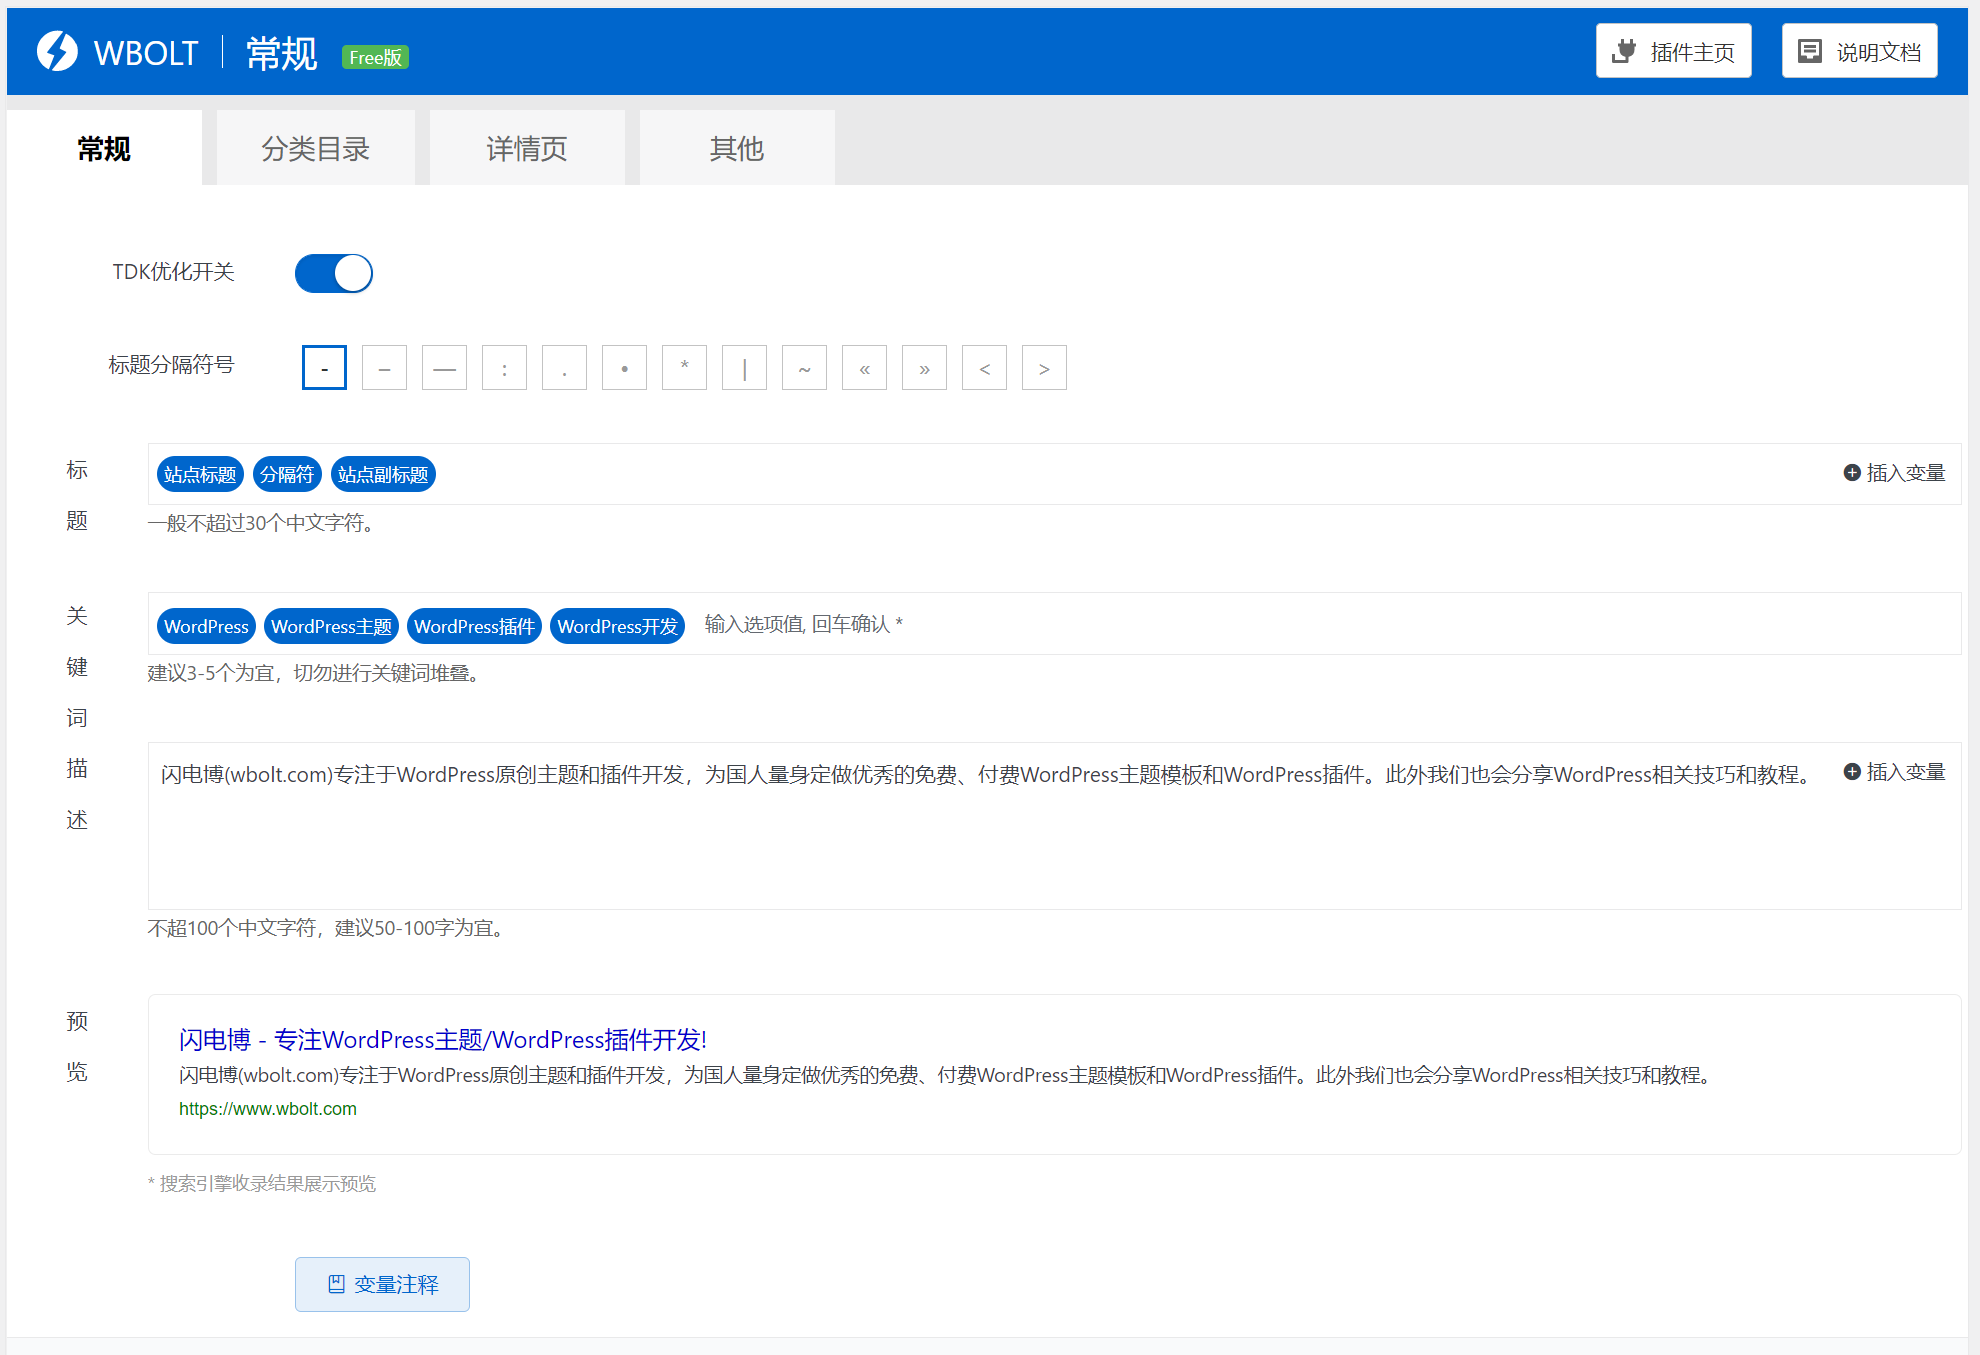 WBOLT 常规 Free版 插件主页 说明文档
常规 分类目录 详情页 其他
TDK优化开关
标题分隔符号 - – — : . • * | ~ « » < >
标题
站点标题 分隔符 站点副标题 插入变量
一般不超过30个中文字符。
关键词
WordPress WordPress主题 WordPress插件 WordPress开发 输入选项值, 回车确认 *
建议3-5个为宜，切勿进行关键词堆叠。
描述
闪电博(wbolt.com)专注于WordPress原创主题和插件开发，为国人量身定做优秀的免费、付费WordPress主题模板和WordPress插件。此外我们也会分享WordPress相关技巧和教程。 插入变量
不超100个中文字符，建议50-100字为宜。
预览
闪电博 - 专注WordPress主题/WordPress插件开发!
闪电博(wbolt.com)专注于WordPress原创主题和插件开发，为国人量身定做优秀的免费、付费WordPress主题模板和WordPress插件。此外我们也会分享WordPress相关技巧和教程。
https://www.wbolt.com
* 搜索引擎收录结果展示预览
变量注释